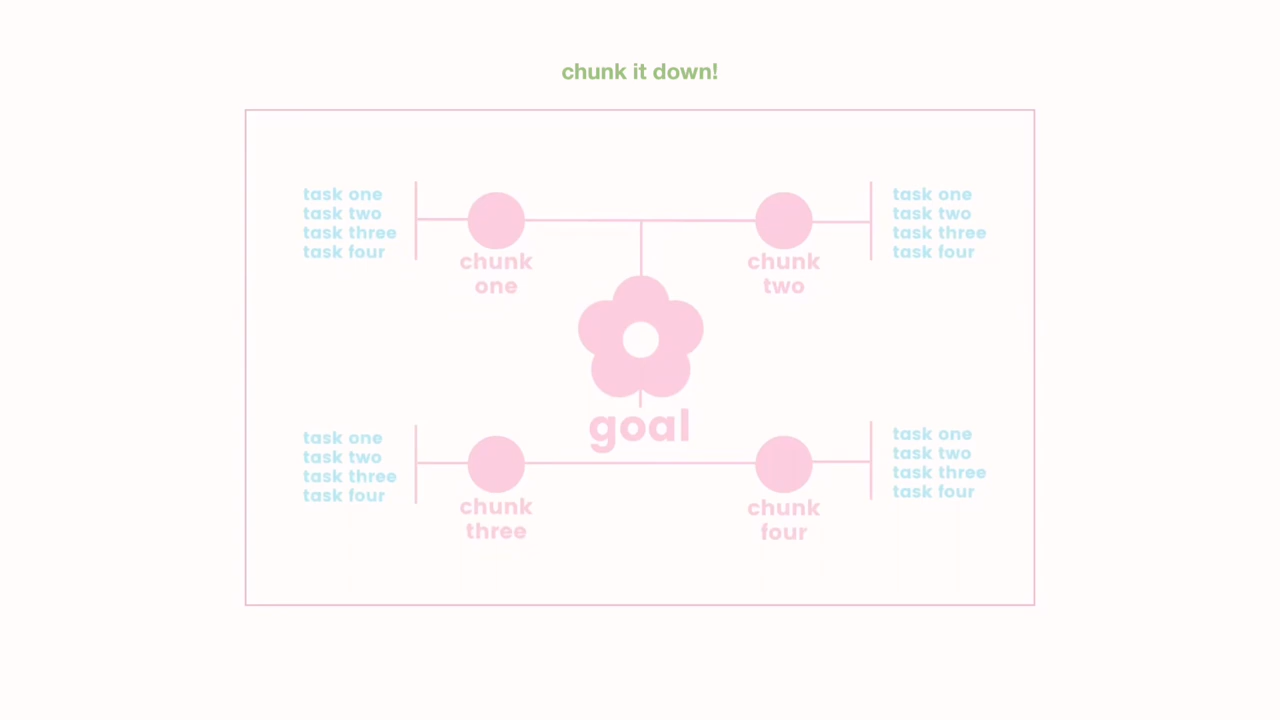 chunk it down!
task one
task two
task three
task four
chunk
one
chunk
two
task one
task two
task three
task four
goal
task one
task two
task three
task four
chunk
three
chunk
four
task one
task two
task three
task four